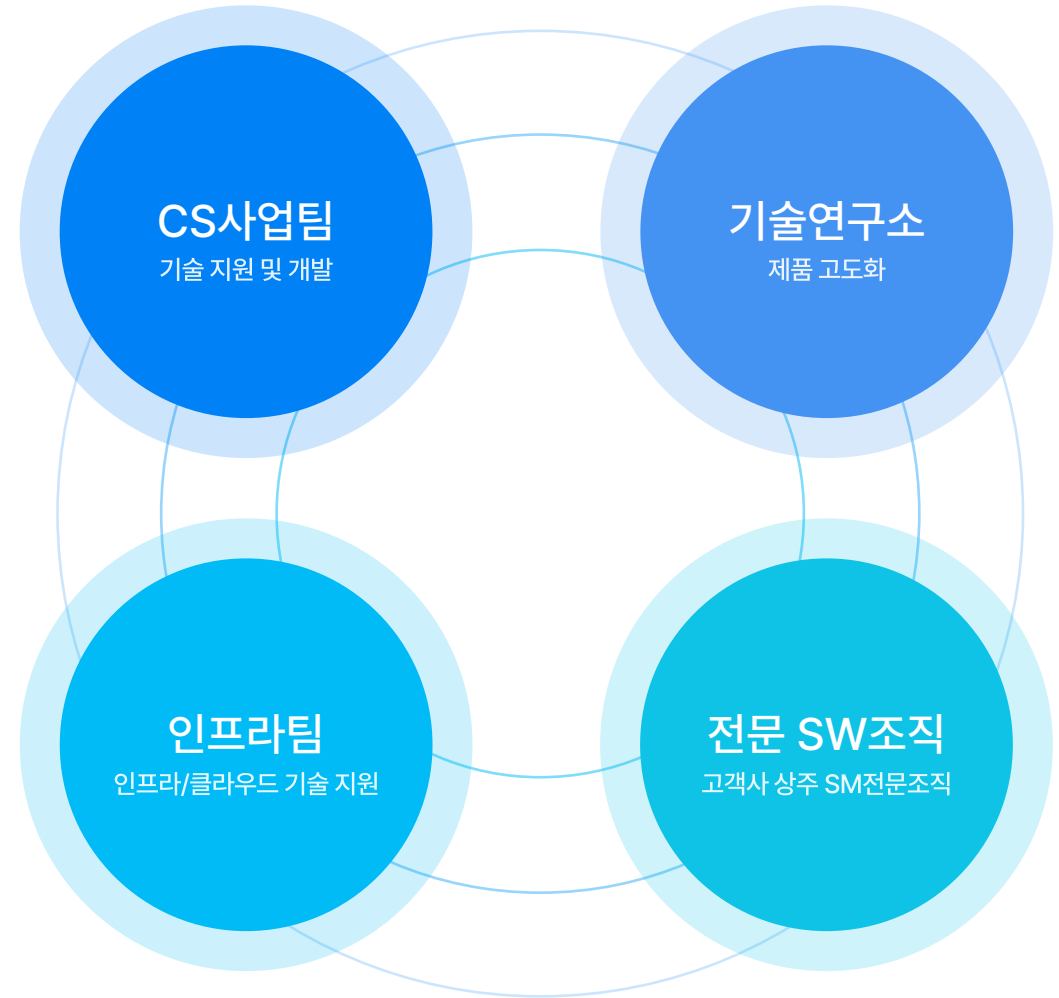 CS사업팀
기술 지원 및 개발
기술연구소
제품 고도화
인프라팀
인프라/클라우드 기술 지원
전문 SW조직
고객사 상주 SM전문조직